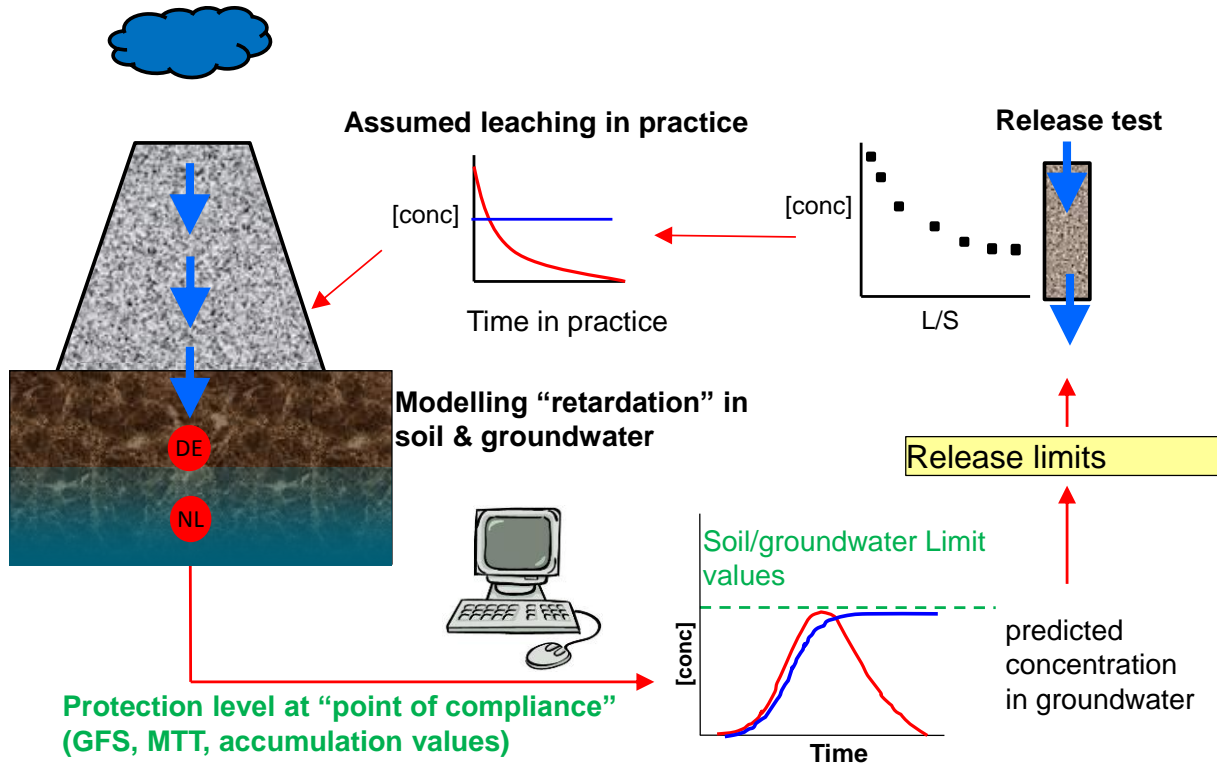 Assumed leaching in practice
Release test
[conc]
Time in practice
[conc]
L/S
Modelling “retardation” in
soil & groundwater
DE
NL
Release limits
Soil/groundwater Limit
values
[conc]
Time
predicted
concentration
in groundwater
Protection level at “point of compliance”
(GFS, MTT, accumulation values)